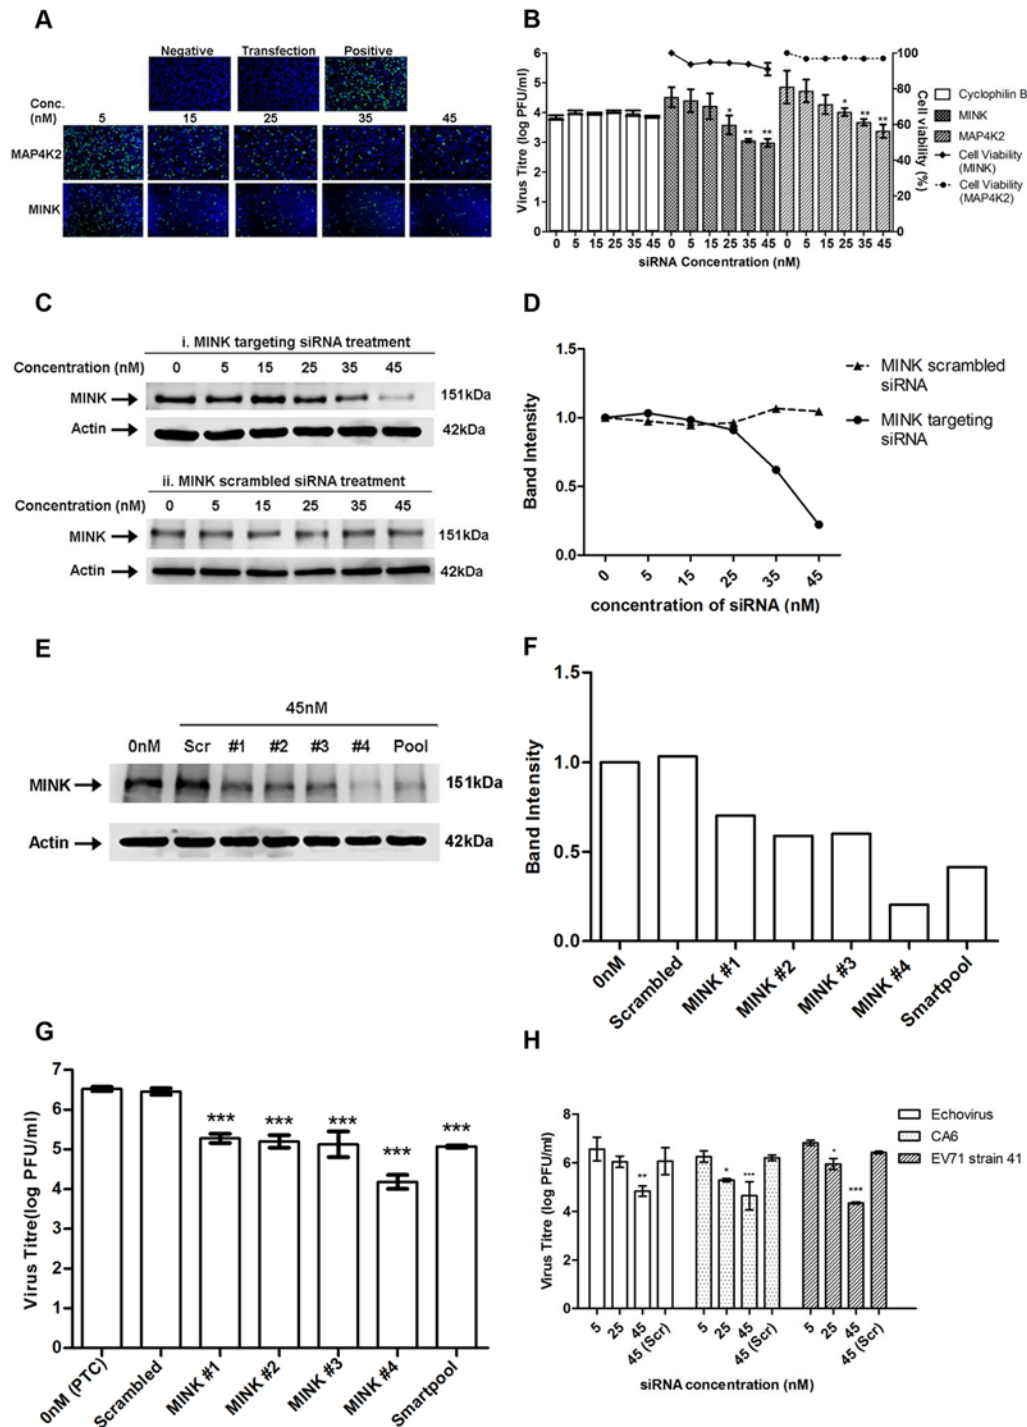 A
Negative Transfection Positive
Conc.
(nM)
5 15 25 35 45
MAP4K2
MINK
B
Virus Titre (log PFU/ml)
6
5
4
3
2
1
0
100
80
60
40
20
0
Cell viability (%)
* ** ** * ** **
0 5 15 25 35 45 0 5 15 25 35 45 0 5 15 25 35 45
siRNA Concentration (nM)
Cyclophilin B
MINK
MAP4K2
Cell Viability
(MINK)
Cell Viability
(MAP4K2)
C
i. MINK targeting siRNA treatment
Concentration (nM) 0 5 15 25 35 45
MINK 151kDa
Actin 42kDa
ii. MINK scrambled siRNA treatment
Concentration (nM) 0 5 15 25 35 45
MINK 151kDa
Actin 42kDa
D
Band Intensity
1.5
1.0
0.5
0.0
0 5 15 25 35 45
concentration of siRNA (nM)
MINK scrambled
siRNA
MINK targeting
siRNA
E
45nM
0nM Scr #1 #2 #3 #4 Pool
MINK 151kDa
Actin 42kDa
F
Band Intensity
1.5
1.0
0.5
0.0
0nM Scrambled MINK #1 MINK #2 MINK #3 MINK #4 Smartpool
G
Virus Titre(log PFU/ml)
7
6
5
4
3
2
1
0
*** *** *** *** ***
0nM (PTC) Scrambled MINK #1 MINK #2 MINK #3 MINK #4 Smartpool
H
Virus Titre (log PFU/ml)
8
6
4
2
0
** * *** * ***
5 25 45 45 (Scr) 5 25 45 45 (Scr) 5 25 45 45 (Scr)
siRNA concentration (nM)
Echovirus
CA6
EV71 strain 41